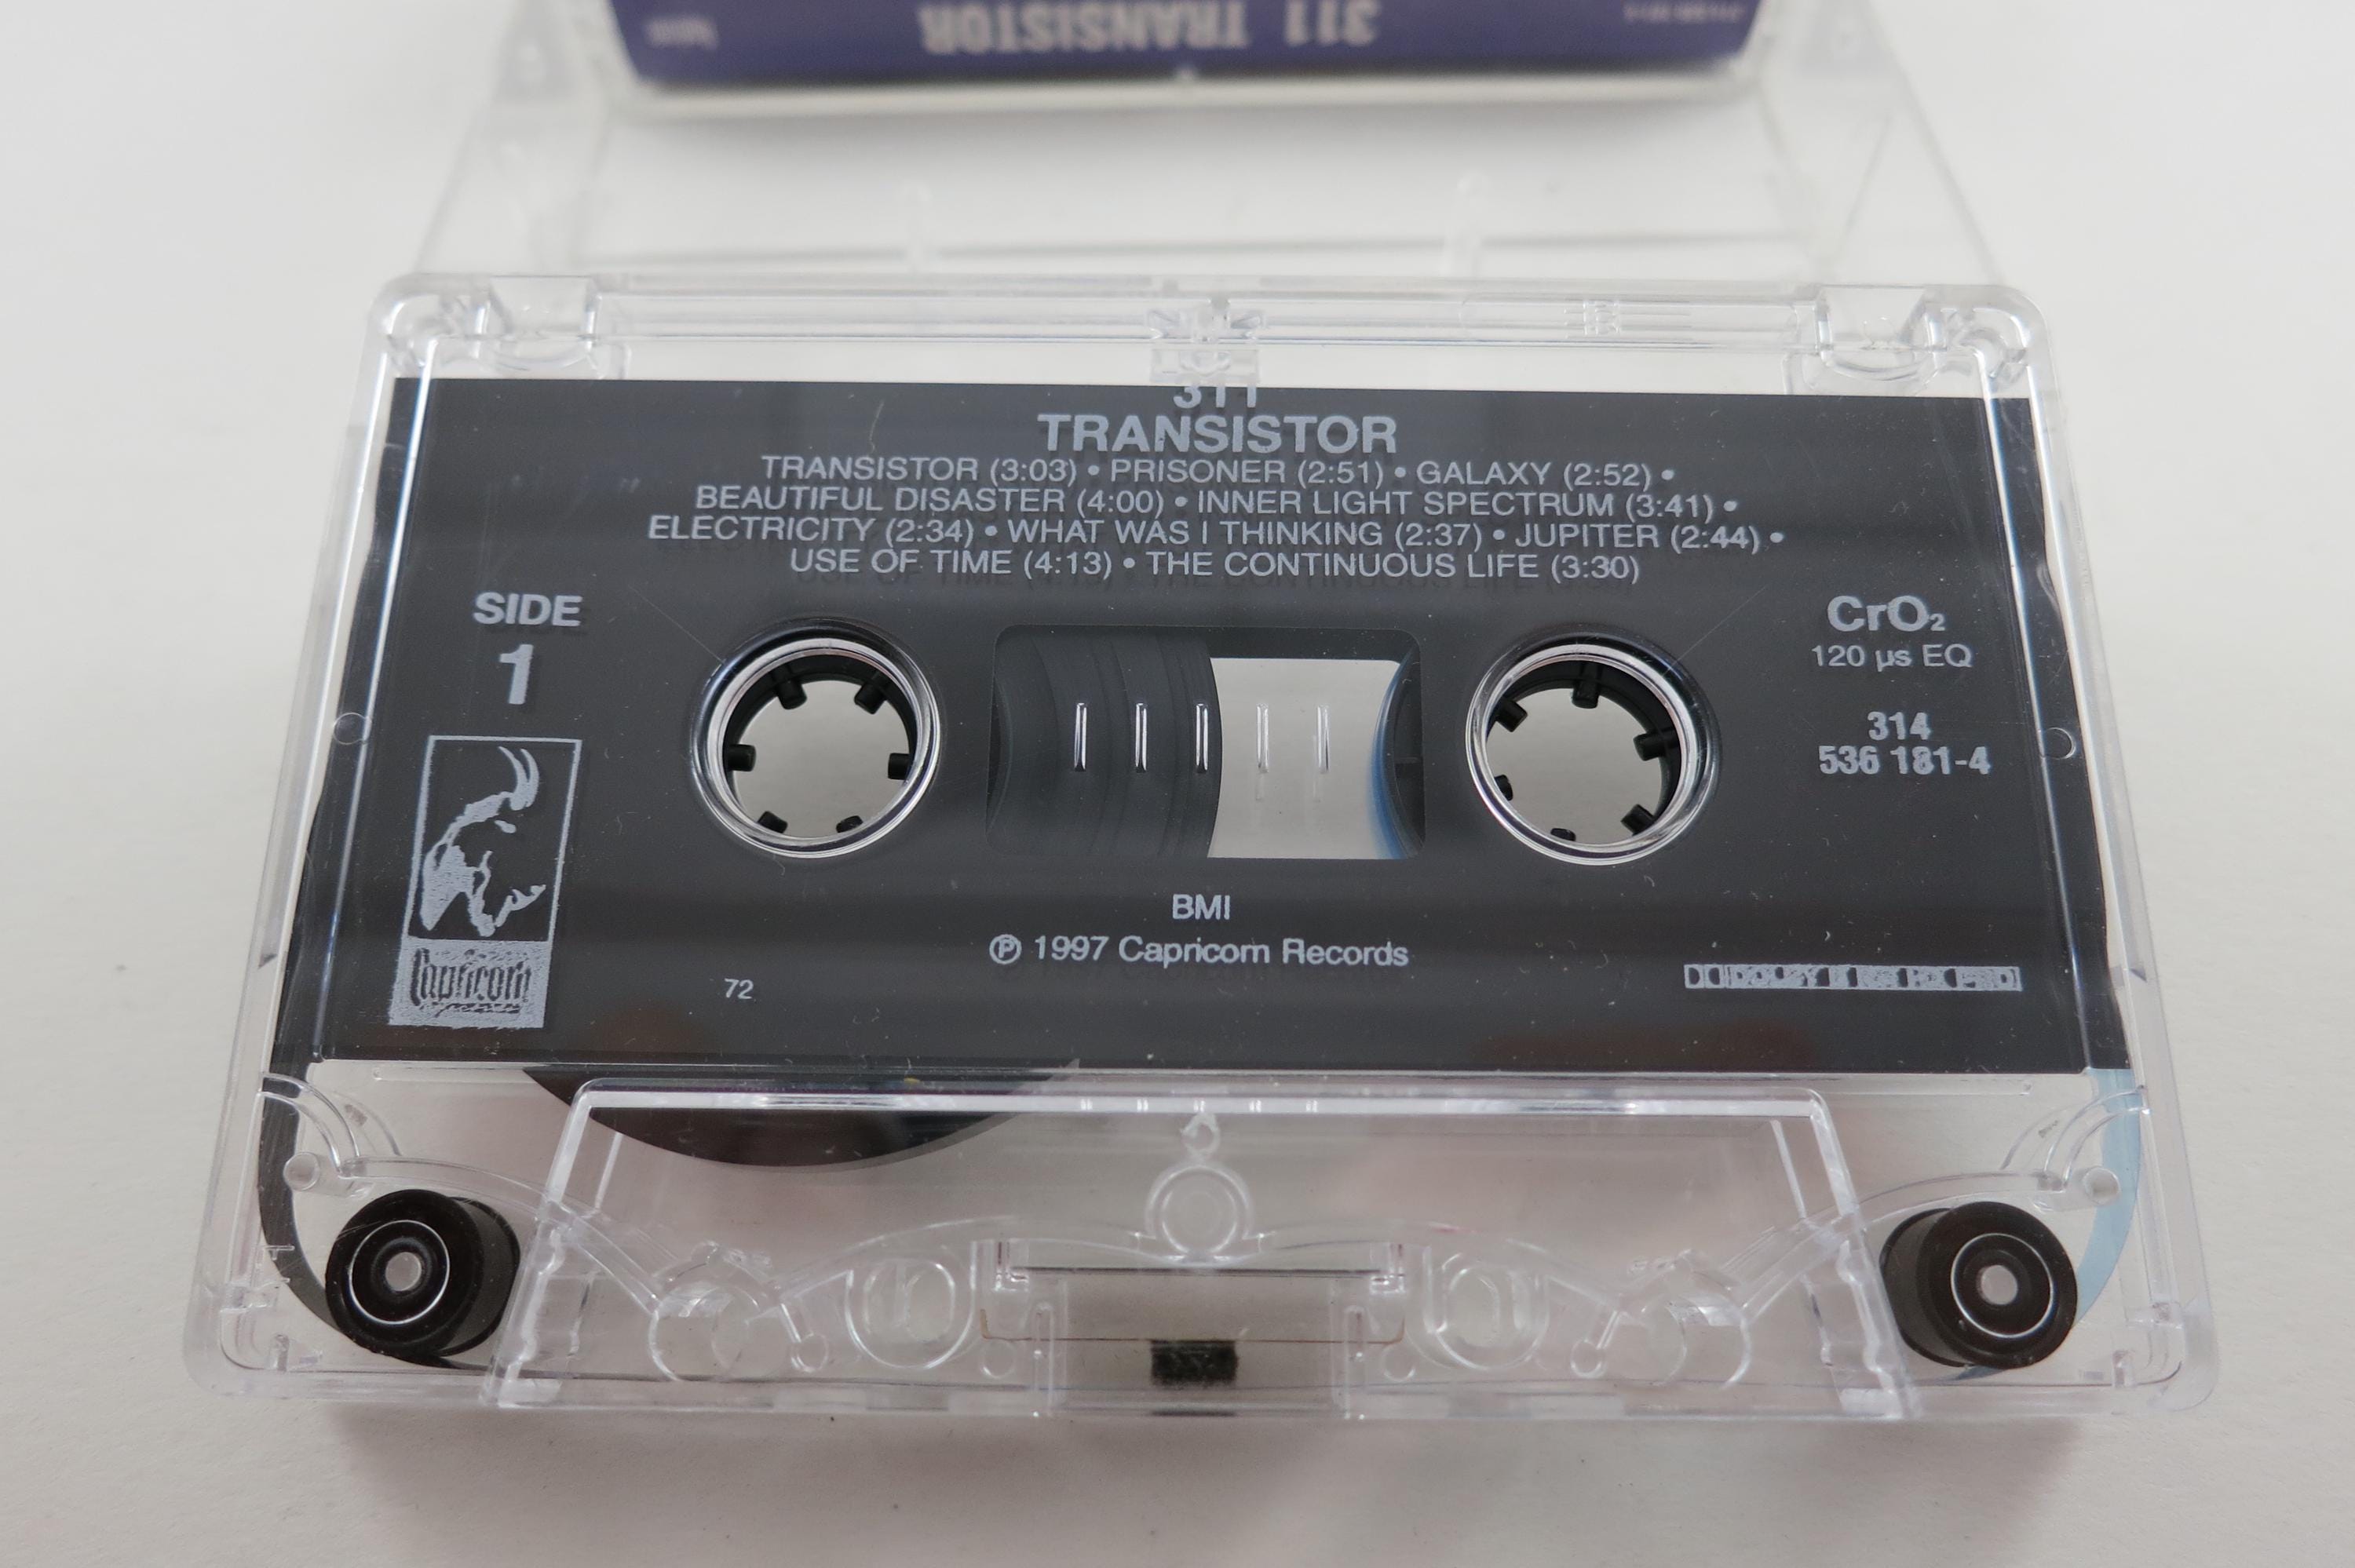 311 TRANSISTOR
311
TRANSISTOR
TRANSISTOR (3:03) • PRISONER (2:51) • GALAXY (2:52) •
BEAUTIFUL DISASTER (4:00) • INNER LIGHT SPECTRUM (3:41) •
ELECTRICITY (2:34) • WHAT WAS I THINKING (2:37) • JUPITER (2:44) •
USE OF TIME (4:13) • THE CONTINUOUS LIFE (3:30)
SIDE
1
CrO₂
120 µs EQ
314
536 181-4
Capricorn
BMI
℗ 1997 Capricorn Records
72